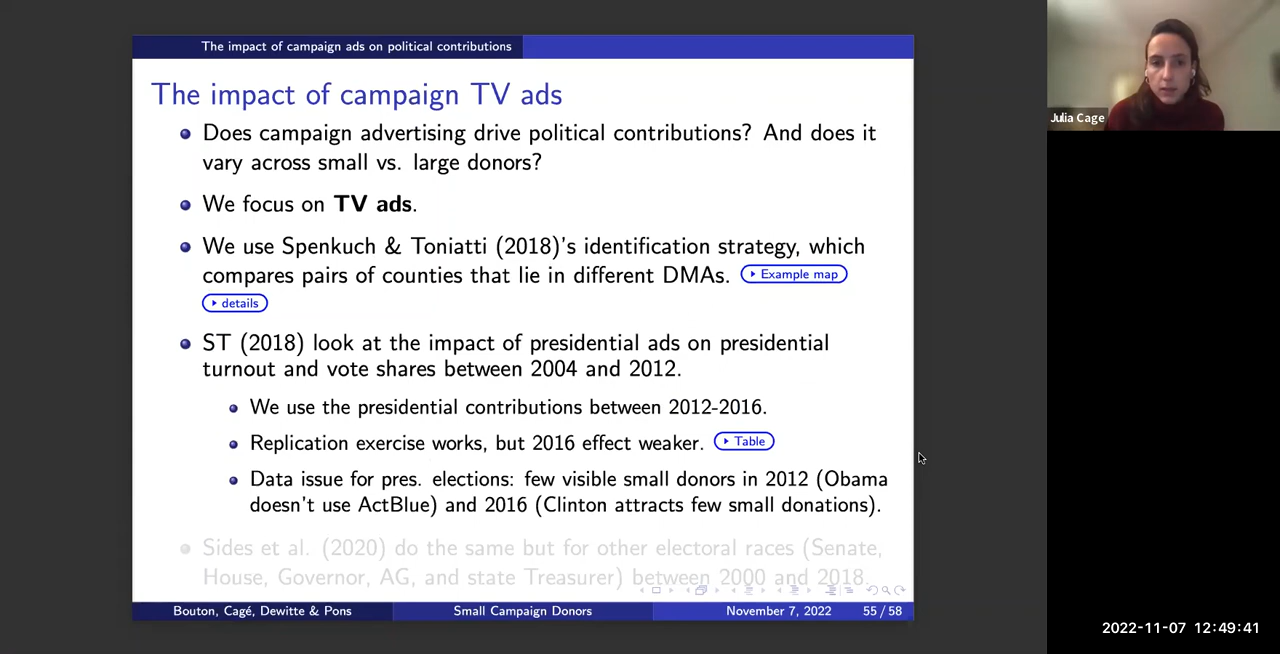 The impact of campaign ads on political contributions
The impact of campaign TV ads
Does campaign advertising drive political contributions? And does it
vary across small vs. large donors?
We focus on TV ads.
We use Spenkuch & Toniatti (2018)'s identification strategy, which
compares pairs of counties that lie in different DMAs. Example map
details
ST (2018) look at the impact of presidential ads on presidential
turnout and vote shares between 2004 and 2012.
We use the presidential contributions between 2012-2016.
Replication exercise works, but 2016 effect weaker. Table
Data issue for pres. elections: few visible small donors in 2012 (Obama
doesn't use ActBlue) and 2016 (Clinton attracts few small donations).
Sides et al. (2020) do the same but for other electoral races (Senate,
House, Governor, AG, and state Treasurer) between 2000 and 2018.
Bouton, Cagé, Dewitte & Pons Small Campaign Donors November 7, 2022 55 / 58
Julia Cage
2022-11-07 12:49:41